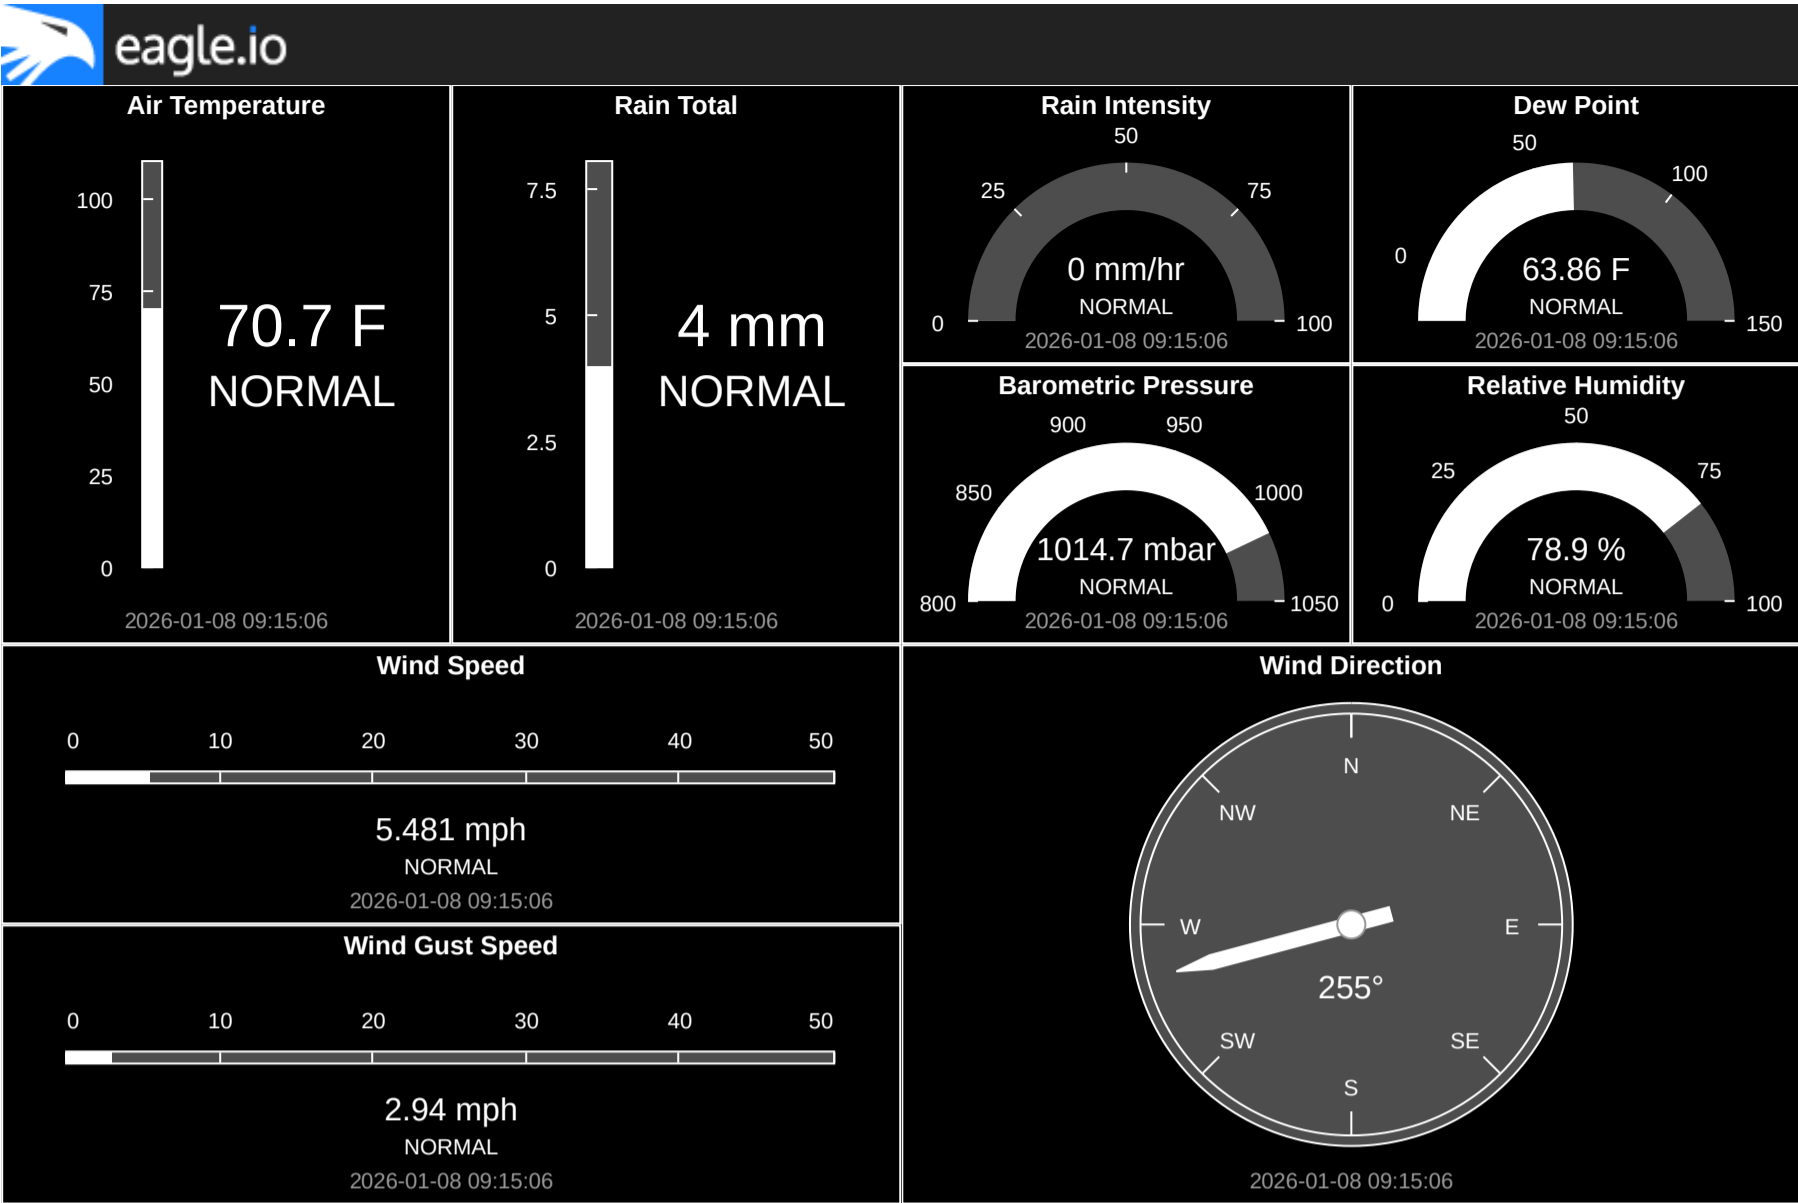 eagle.io
Air Temperature
100
75
50
25
0
70.7 F
NORMAL
2026-01-08 09:15:06
Rain Total
7.5
5
2.5
0
4 mm
NORMAL
2026-01-08 09:15:06
Rain Intensity
0
25
50
75
100
0 mm/hr
NORMAL
2026-01-08 09:15:06
Dew Point
0
50
100
150
63.86 F
NORMAL
2026-01-08 09:15:06
Barometric Pressure
800
850
900
950
1000
1050
1014.7 mbar
NORMAL
2026-01-08 09:15:06
Relative Humidity
0
25
50
75
100
78.9 %
NORMAL
2026-01-08 09:15:06
Wind Speed
0 10 20 30 40 50
5.481 mph
NORMAL
2026-01-08 09:15:06
Wind Gust Speed
0 10 20 30 40 50
2.94 mph
NORMAL
2026-01-08 09:15:06
Wind Direction
N
NW NE
W E
255°
SW SE
S
2026-01-08 09:15:06